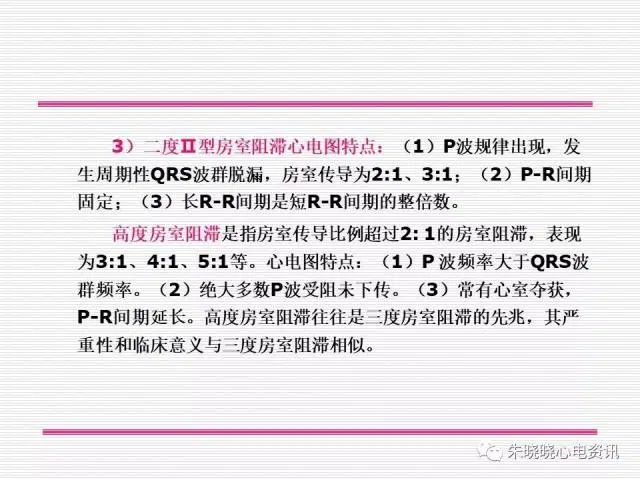 3）二度Ⅱ型房室阻滞心电图特点：（1）P波规律出现，发
生周期性QRS波群脱漏，房室传导为2:1、3:1；（2）P-R间期
固定；（3）长R-R间期是短R-R间期的整倍数。
高度房室阻滞是指房室传导比例超过2: 1的房室阻滞，表现
为3:1、4:1、5:1等。心电图特点：（1）P 波频率大于QRS波
群频率。（2）绝大多数P波受阻未下传。（3）常有心室夺获，
P-R间期延长。高度房室阻滞往往是三度房室阻滞的先兆，其严
重性和临床意义与三度房室阻滞相似。
朱晓晓心电资讯